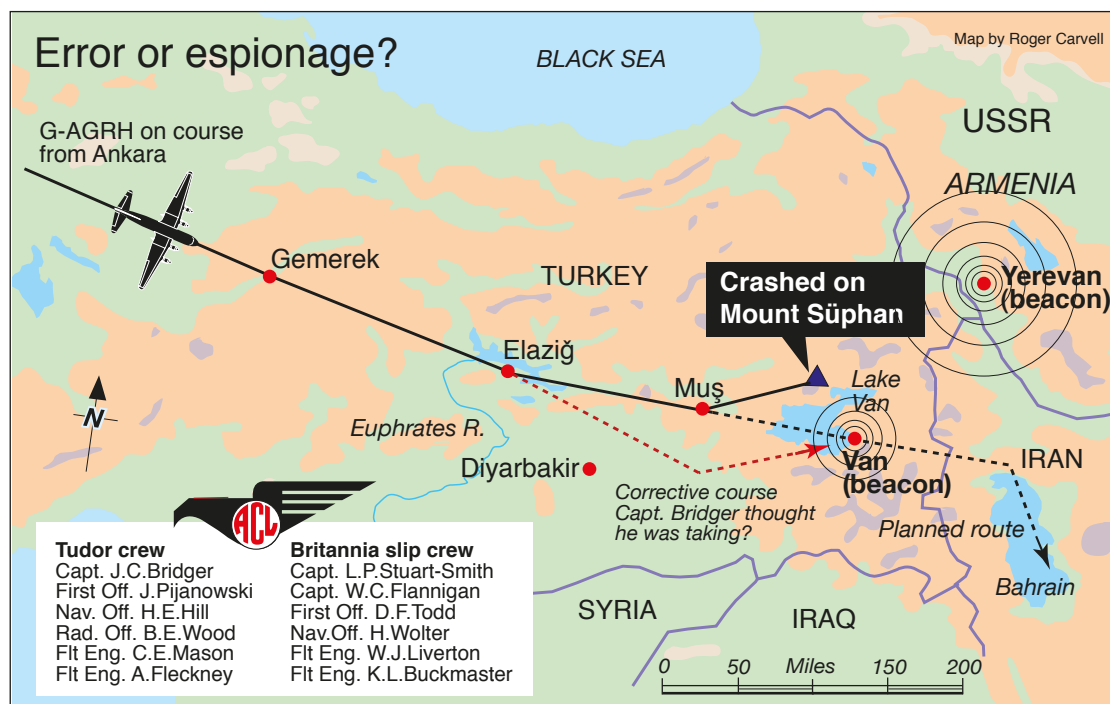 Error or espionage?
Map by Roger Carvell
BLACK SEA
G-AGRH on course
from Ankara
USSR
ARMENIA
Gemerek
TURKEY
Crashed on
Mount Süphan
Yerevan
(beacon)
Elaziğ
Muş
Lake
Van
N
Euphrates R.
Diyarbakir
Van
(beacon)
IRAN
Corrective course
Capt. Bridger thought
he was taking?
Planned route
Bahrain
ACL
Tudor crew
Capt. J.C.Bridger
First Off. J.Pijanowski
Nav. Off. H.E.Hill
Rad. Off. B.E.Wood
Flt Eng. C.E.Mason
Flt Eng. A.Fleckney
Britannia slip crew
Capt. L.P.Stuart-Smith
Capt. W.C.Flannigan
First Off. D.F.Todd
Nav.Off. H.Wolter
Flt Eng. W.J.Liverton
Flt Eng. K.L.Buckmaster
SYRIA
IRAQ
0 50 Miles 150 200